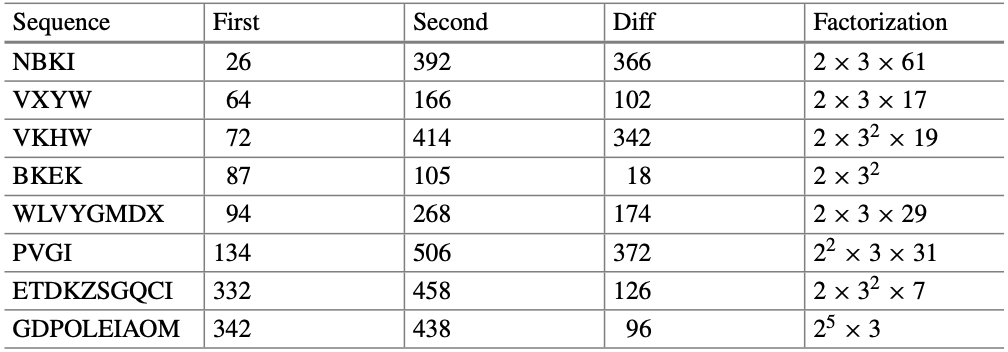 Sequence First Second Diff Factorization
NBKI 26 392 366 2 × 3 × 61
VXYW 64 166 102 2 × 3 × 17
VKHW 72 414 342 2 × 3² × 19
BKEK 87 105 18 2 × 3²
WLVYGMDX 94 268 174 2 × 3 × 29
PVGI 134 506 372 2² × 3 × 31
ETDKZSGQCI 332 458 126 2 × 3² × 7
GDPOLEIAOM 342 438 96 2⁵ × 3